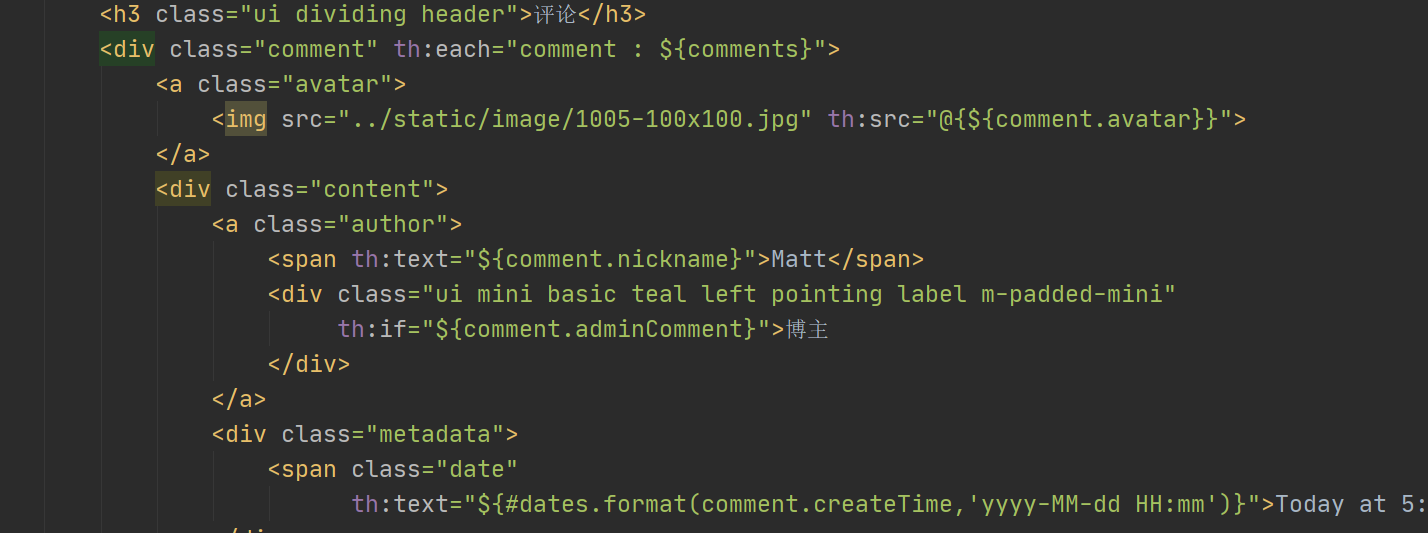 <h3 class="ui dividing header">评论</h3>
<div class="comment" th:each="comment : ${comments}">
<a class="avatar">
<img src="../static/image/1005-100x100.jpg" th:src="@{${comment.avatar}}">
</a>
<div class="content">
<a class="author">
<span th:text="${comment.nickname}">Matt</span>
<div class="ui mini basic teal left pointing label m-padded-mini"
th:if="${comment.adminComment}">博主
</div>
</a>
<div class="metadata">
<span class="date"
th:text="${#dates.format(comment.createTime,'yyyy-MM-dd HH:mm')}">Today at 5: